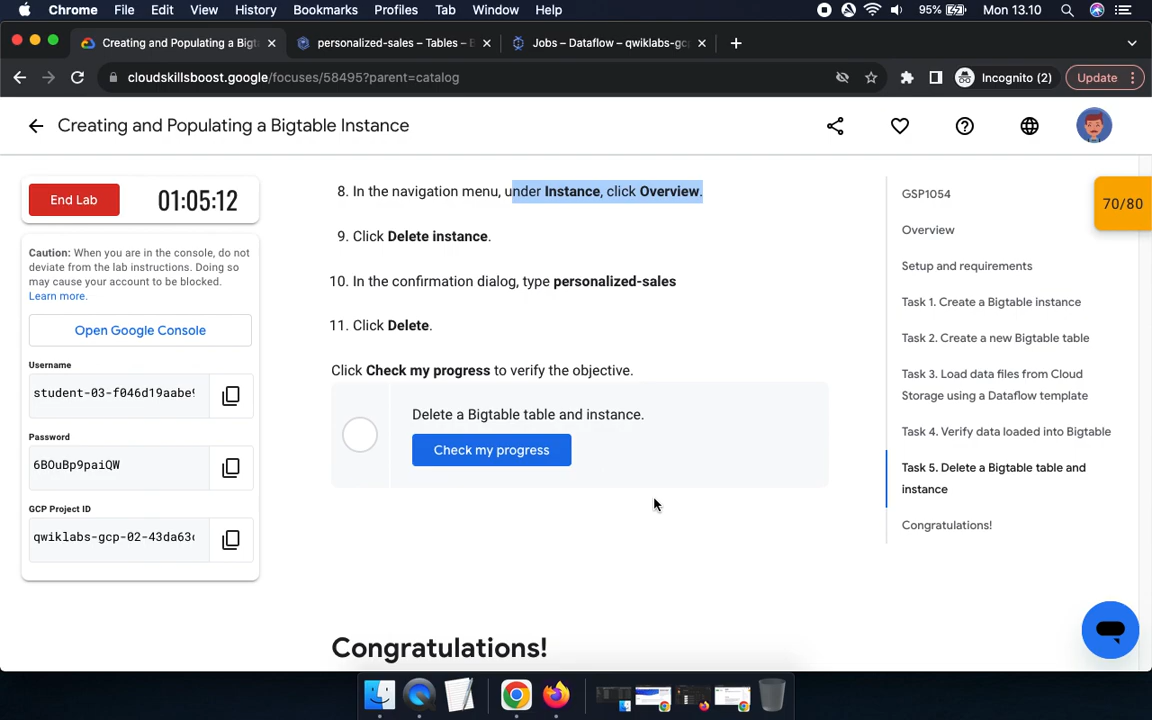 Chrome File Edit View History Bookmarks Profiles Tab Window Help 95% Mon 13.10
Creating and Populating a Bigt
personalized-sales – Tables –
Jobs – Dataflow – qwiklabs-gc
cloudskillsboost.google/focuses/58495?parent=catalog
Incognito (2)
Update
Creating and Populating a Bigtable Instance
End Lab
01:05:12
Caution: When you are in the console, do not
deviate from the lab instructions. Doing so
may cause your account to be blocked.
Learn more.
Open Google Console
Username
student-03-f046d19aabe9
Password
6BOuBp9paiQW
GCP Project ID
qwiklabs-gcp-02-43da63c
8. In the navigation menu, under Instance, click Overview.
9. Click Delete instance.
10. In the confirmation dialog, type personalized-sales
11. Click Delete.
Click Check my progress to verify the objective.
Delete a Bigtable table and instance.
Check my progress
Congratulations!
GSP1054
Overview
Setup and requirements
Task 1. Create a Bigtable instance
Task 2. Create a new Bigtable table
Task 3. Load data files from Cloud
Storage using a Dataflow template
Task 4. Verify data loaded into Bigtable
Task 5. Delete a Bigtable table and
instance
Congratulations!
70/80